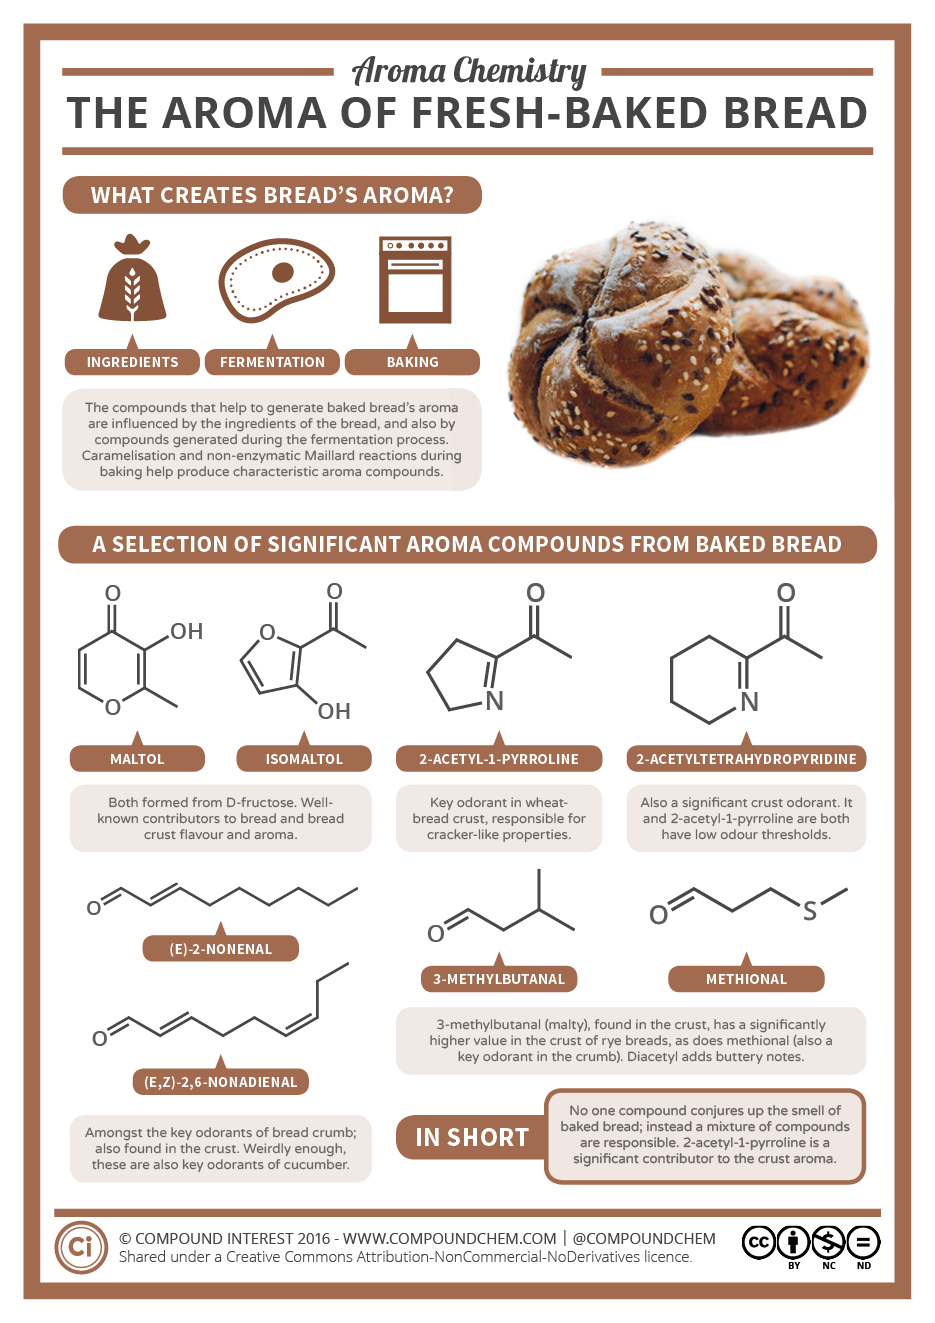 Aroma Chemistry
THE AROMA OF FRESH-BAKED BREAD
WHAT CREATES BREAD'S AROMA?
INGREDIENTS
FERMENTATION
BAKING
The compounds that help to generate baked bread's aroma
are influenced by the ingredients of the bread, and also by
compounds generated during the fermentation process.
Caramelisation and non-enzymatic Maillard reactions during
baking help produce characteristic aroma compounds.
A SELECTION OF SIGNIFICANT AROMA COMPOUNDS FROM BAKED BREAD
O
OH
O
MALTOL
O
O
OH
ISOMALTOL
Both formed from D-fructose. Well-
known contributors to bread and bread
crust flavour and aroma.
O
N
2-ACETYL-1-PYRROLINE
Key odorant in wheat-
bread crust, responsible for
cracker-like properties.
O
N
2-ACETYLTETRAHYDROPYRIDINE
Also a significant crust odorant. It
and 2-acetyl-1-pyrroline are both
have low odour thresholds.
O
(E)-2-NONENAL
O
(E,Z)-2,6-NONADIENAL
Amongst the key odorants of bread crumb;
also found in the crust. Weirdly enough,
these are also key odorants of cucumber.
O
3-METHYLBUTANAL
O
S
METHIONAL
3-methylbutanal (malty), found in the crust, has a significantly
higher value in the crust of rye breads, as does methional (also a
key odorant in the crumb). Diacetyl adds buttery notes.
IN SHORT
No one compound conjures up the smell of
baked bread; instead a mixture of compounds
are responsible. 2-acetyl-1-pyrroline is a
significant contributor to the crust aroma.
Ci
© COMPOUND INTEREST 2016 - WWW.COMPOUNDCHEM.COM | @COMPOUNDCHEM
Shared under a Creative Commons Attribution-NonCommercial-NoDerivatives licence.
cc
BY NC ND